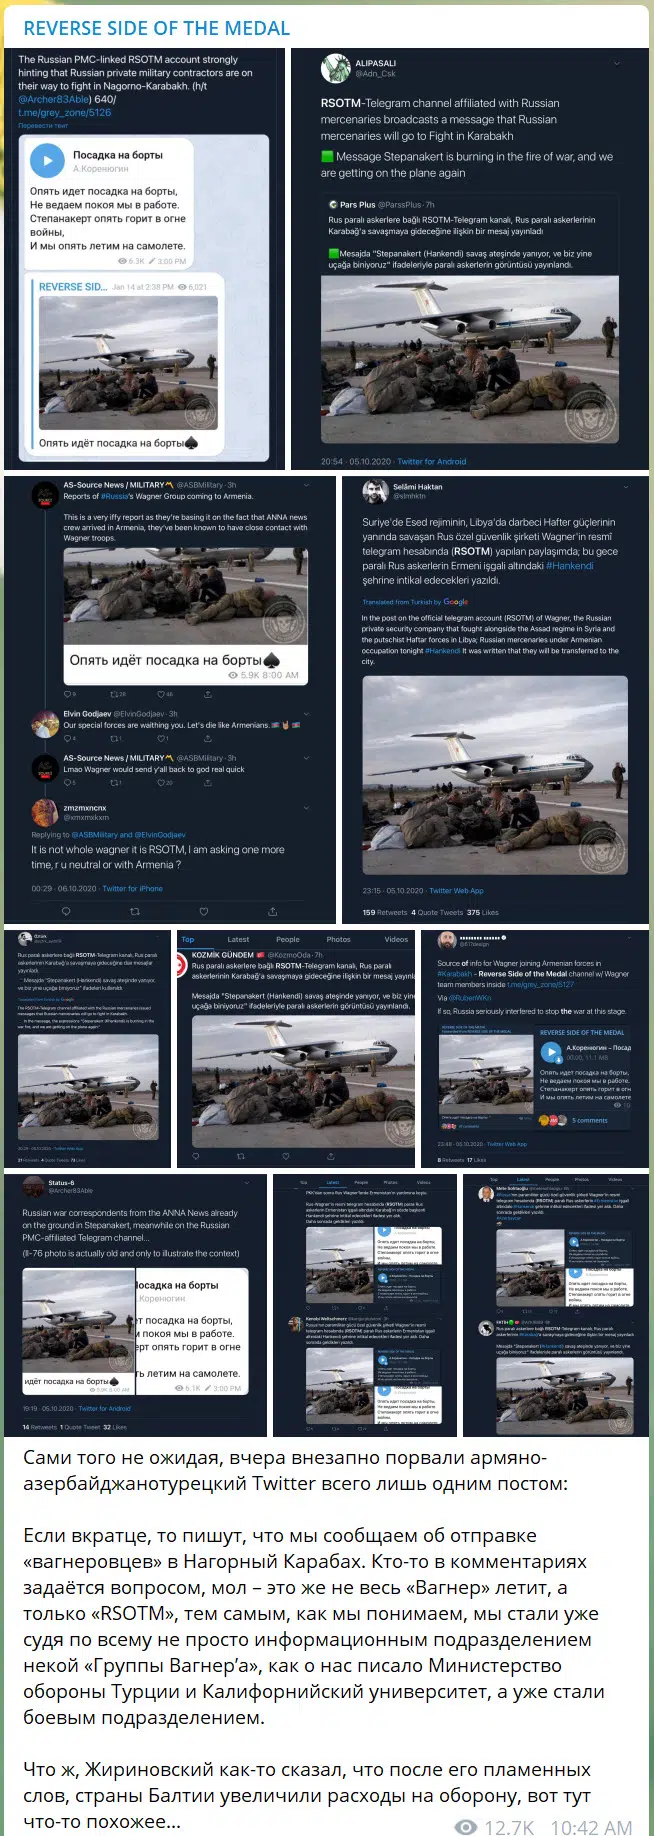 REVERSE SIDE OF THE MEDAL
The Russian PMC-linked RSOTM account strongly
hinting that Russian private military contractors are on
their way to fight in Nagorno-Karabakh. (h/t
@Archer83Able) 640/
t.me/grey_zone/5126
Перевести твит
Посадка на борты
А.Коренюгин
Опять идет посадка на борты,
Не ведаем покоя мы в работе.
Степанакерт опять горит в огне
войны,
И мы опять летим на самолете.
6.3K 3:00 PM
REVERSE SID... Jan 14 at 2:38 PM 6,021
Опять идёт посадка на борты♠
ALIPASALI
@Adn_Csk
RSOTM-Telegram channel affiliated with Russian
mercenaries broadcasts a message that Russian
mercenaries will go to Fight in Karabakh
Message Stepanakert is burning in the fire of war, and we
are getting on the plane again
Pars Plus @ParssPlus · 7h
Rus paralı askerlere bağlı RSOTM-Telegram kanalı, Rus paralı askerlerinin
Karabağ'a savaşmaya gideceğine ilişkin bir mesaj yayınladı
Mesajda "Stepanakert (Hankendi) savaş ateşinde yanıyor, ve biz yine
uçağa biniyoruz" ifadeleriyle paralı askerlerin görüntüsü yayınlandı.
20:54 · 05.10.2020 · Twitter for Android
AS-Source News / MILITARY @ASBMilitary · 3h
Reports of #Russia's Wagner Group coming to Armenia.
This is a very iffy report as they're basing it on the fact that ANNA news
crew arrived in Armenia, they've been known to have close contact with
Wagner troops.
Опять идёт посадка на борты♠
5.9K 8:00 AM
9 28 46
Elvin Godjaev @ElvinGodjaev · 3h
Our special forces are waithing you. Let's die like Armenians.
4 1 1
AS-Source News / MILITARY @ASBMilitary · 3h
Lmao Wagner would send y'all back to god real quick
5 1 20
zmzmxncnx
@xmxmxkxm
Replying to @ASBMilitary and @ElvinGodjaev
It is not whole wagner it is RSOTM, I am asking one more
time, r u neutral or with Armenia ?
00:29 · 06.10.2020 · Twitter for iPhone
Selâmi Haktan
@slmhktn
Suriye'de Esed rejiminin, Libya'da darbeci Hafter güçlerinin
yanında savaşan Rus özel güvenlik şirketi Wagner'in resmî
telegram hesabında (RSOTM) yapılan paylaşımda; bu gece
paralı Rus askerlerin Ermeni işgali altındaki #Hankendi
şehrine intikal edecekleri yazıldı.
Translated from Turkish by Google
In the post on the official telegram account (RSOTM) of Wagner, the Russian
private security company that fought alongside the Assad regime in Syria and
the putschist Haftar forces in Libya; Russian mercenaries under Armenian
occupation tonight #Hankendi It was written that they will be transferred to the
city.
23:15 · 05.10.2020 · Twitter Web App
159 Retweets 4 Quote Tweets 375 Likes
Top Latest People Photos Videos
KOZMİK GÜNDEM @KozmoOda · 7h
Rus paralı askerlere bağlı RSOTM-Telegram kanalı, Rus paralı
askerlerinin Karabağ'a savaşmaya gideceğine ilişkin bir mesaj yayınl
Mesajda "Stepanakert (Hankendi) savaş ateşinde yanıyor, ve biz yine
uçağa biniyoruz" ifadeleriyle paralı askerlerin görüntüsü yayınlandı.
Source of info for Wagner joining Armenian forces in
#Karabakh - Reverse Side of the Medal channel w/ Wagner
team members inside t.me/grey_zone/5127
Via @RubenWKn
If so, Russia seriously interfered to stop the war at this stage.
REVERSE SIDE OF THE MEDAL
А.Коренюгин – Посад
00:00, 11.1 MB
Опять идет посадка на борты,
Не ведаем покоя мы в работе.
Степанакерт опять горит в огн
И мы опять летим на самолете.
5 comments
23:48 · 05.10.2020 · Twitter Web App
8 Retweets 17 Likes
Status-6
@Archer83Able
Russian war correspondents from the ANNA News already
on the ground in Stepanakert, meanwhile on the Russian
PMC-affiliated Telegram channel...
(Il-76 photo is actually old and only to illustrate the context)
идёт посадка на борты♠
5.9K 8:00 AM
Посадка на борты
.Коренюгин
ть идет посадка на борты,
и покоя мы в работе.
ерт опять горит в огне
ть летим на самолете.
6.1K 3:00 PM
19:19 · 05.10.2020 · Twitter for Android
14 Retweets 1 Quote Tweet 32 Likes
Сами того не ожидая, вчера внезапно порвали армяно-
азербайджанотурецкий Twitter всего лишь одним постом:
Если вкратце, то пишут, что мы сообщаем об отправке
«вагнеровцев» в Нагорный Карабах. Кто-то в комментариях
задаётся вопросом, мол – это же не весь «Вагнер» летит, а
только «RSOTM», тем самым, как мы понимаем, мы стали уже
судя по всему не просто информационным подразделением
некой «Группы Вагнер’а», как о нас писало Министерство
обороны Турции и Калифорнийский университет, а уже стали
боевым подразделением.
Что ж, Жириновский как-то сказал, что после его пламенных
слов, страны Балтии увеличили расходы на оборону, вот тут
что-то похожее...
12.7K 10:42 AM